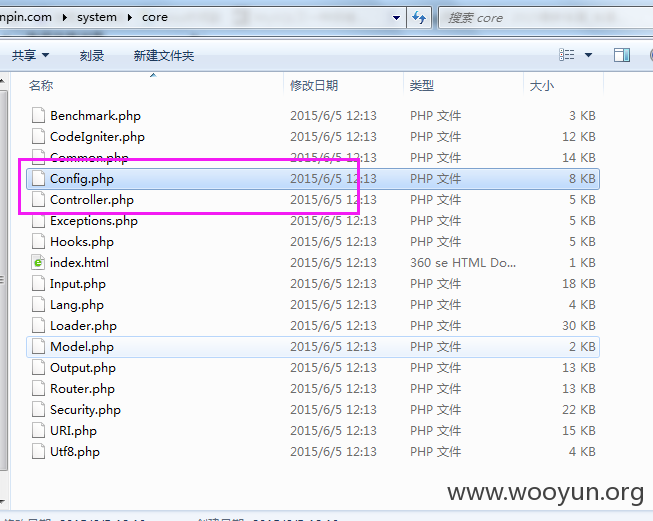 npin.com ▸ system ▸ core
搜索 core
共享 刻录 新建文件夹
名称 修改日期 类型 大小
Benchmark.php 2015/6/5 12:13 PHP 文件 3 KB
CodeIgniter.php 2015/6/5 12:13 PHP 文件 12 KB
Common.php 2015/6/5 12:13 PHP 文件 14 KB
Config.php 2015/6/5 12:13 PHP 文件 8 KB
Controller.php 2015/6/5 12:13 PHP 文件 5 KB
Exceptions.php 2015/6/5 12:13 PHP 文件 5 KB
Hooks.php 2015/6/5 12:13 PHP 文件 5 KB
index.html 2015/6/5 12:13 360 se HTML Do... 1 KB
Input.php 2015/6/5 12:13 PHP 文件 18 KB
Lang.php 2015/6/5 12:13 PHP 文件 4 KB
Loader.php 2015/6/5 12:13 PHP 文件 30 KB
Model.php 2015/6/5 12:13 PHP 文件 2 KB
Output.php 2015/6/5 12:13 PHP 文件 13 KB
Router.php 2015/6/5 12:13 PHP 文件 13 KB
Security.php 2015/6/5 12:13 PHP 文件 22 KB
URI.php 2015/6/5 12:13 PHP 文件 15 KB
Utf8.php 2015/6/5 12:13 PHP 文件 4 KB
www.wooyun.org